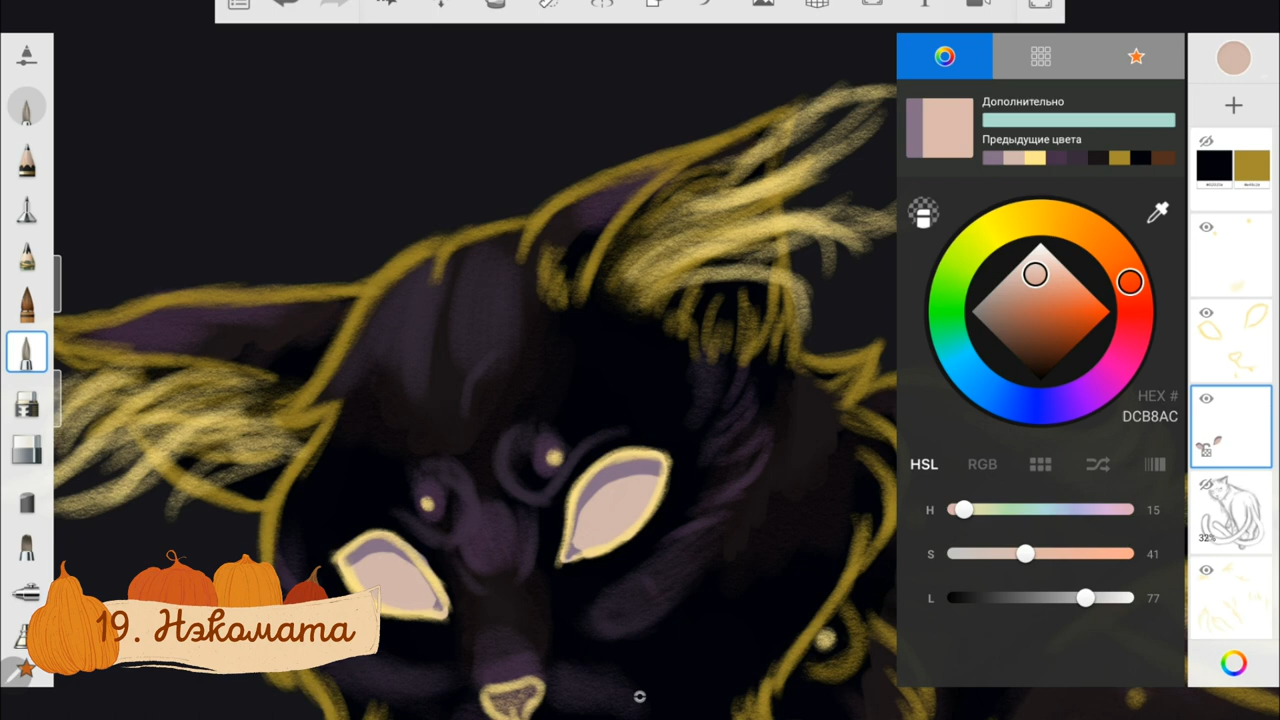 Дополнительно
Предыдущие цвета
HEX #
DCB8AC
HSL
RGB
H 15
S 41
L 77
32%
19. Нэкомата